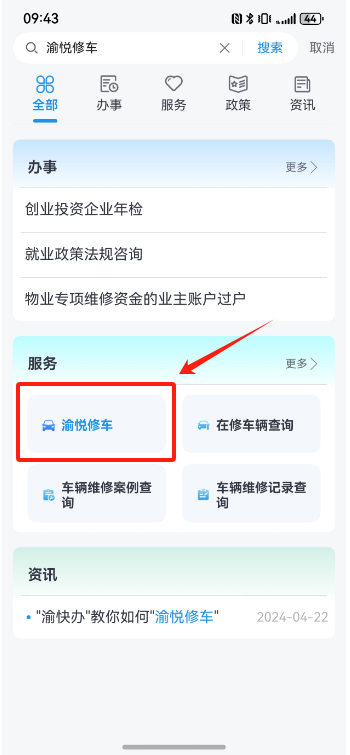 09:43
44
渝悦修车
搜索
取消
全部
办事
服务
政策
资讯
办事
更多
创业投资企业年检
就业政策法规咨询
物业专项维修资金的业主账户过户
服务
更多
渝悦修车
在修车辆查询
车辆维修案例查
询
车辆维修记录查
询
资讯
"渝快办"教你如何"渝悦修车"
2024-04-22